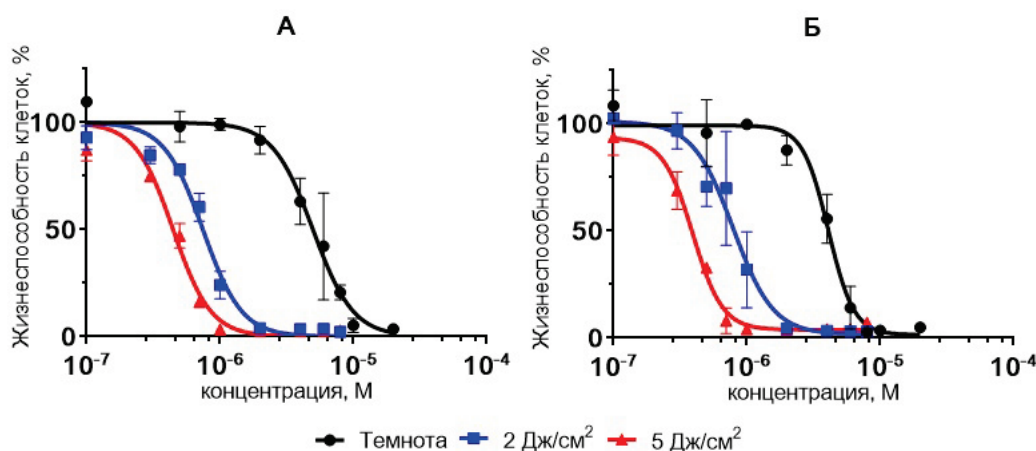 А
Б
Жизнеспособность клеток, %
100
50
0
10⁻⁷
10⁻⁶
10⁻⁵
10⁻⁴
концентрация, М
Жизнеспособность клеток, %
100
50
0
10⁻⁷
10⁻⁶
10⁻⁵
10⁻⁴
концентрация, М
Темнота 2 Дж/см² 5 Дж/см²